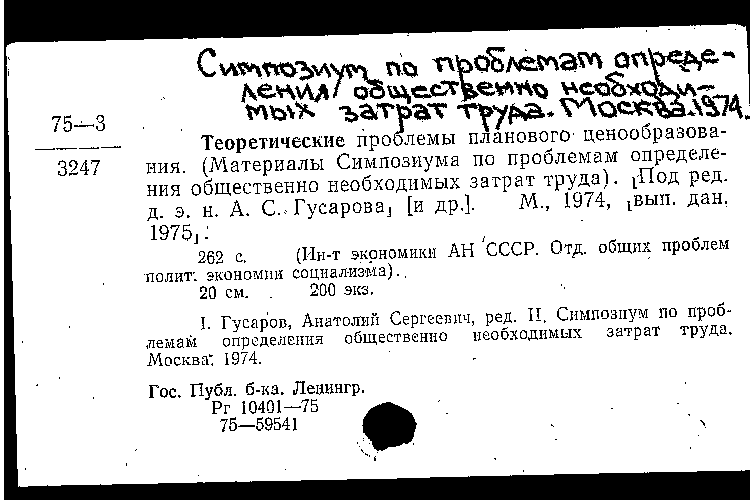 Симпозиум по проблемам опреде-
ления общественно необходи-
мых затрат труда. Москва. 1974
75—3
3247
Теоретические проблемы планового ценообразова-
ния. (Материалы Симпозиума по проблемам определе-
ния общественно необходимых затрат труда). [Под ред.
д. э. н. А. С. Гусарова] [и др.]. М., 1974, [вып. дан.
1975].
262 с. (Ин-т экономики АН СССР. Отд. общих проблем
полит. экономии социализма).
20 см. 200 экз.
I. Гусаров, Анатолий Сергеевич, ред. II. Симпозиум по проб-
лемам определения общественно необходимых затрат труда.
Москва. 1974.
Гос. Публ. б-ка. Ленингр.
Рг 10401—75
75—59541